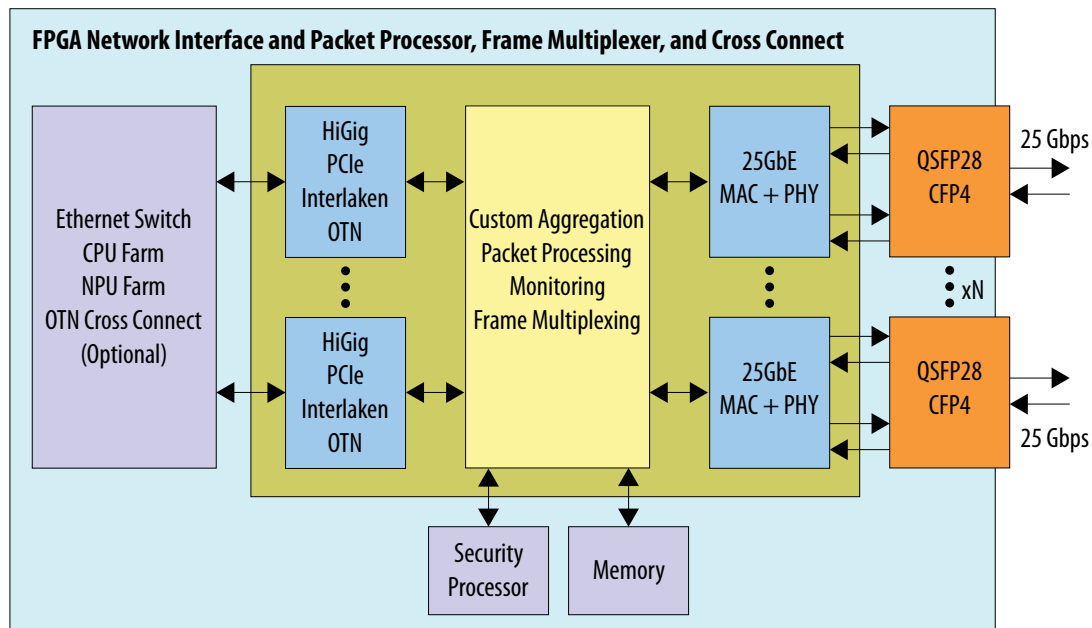 FPGA Network Interface and Packet Processor, Frame Multiplexer, and Cross Connect
Ethernet Switch
CPU Farm
NPU Farm
OTN Cross Connect
(Optional)
HiGig
PCIe
Interlaken
OTN
HiGig
PCIe
Interlaken
OTN
Custom Aggregation
Packet Processing
Monitoring
Frame Multiplexing
25GbE
MAC + PHY
25GbE
MAC + PHY
QSFP28
CFP4
xN
QSFP28
CFP4
25 Gbps
25 Gbps
Security
Processor
Memory